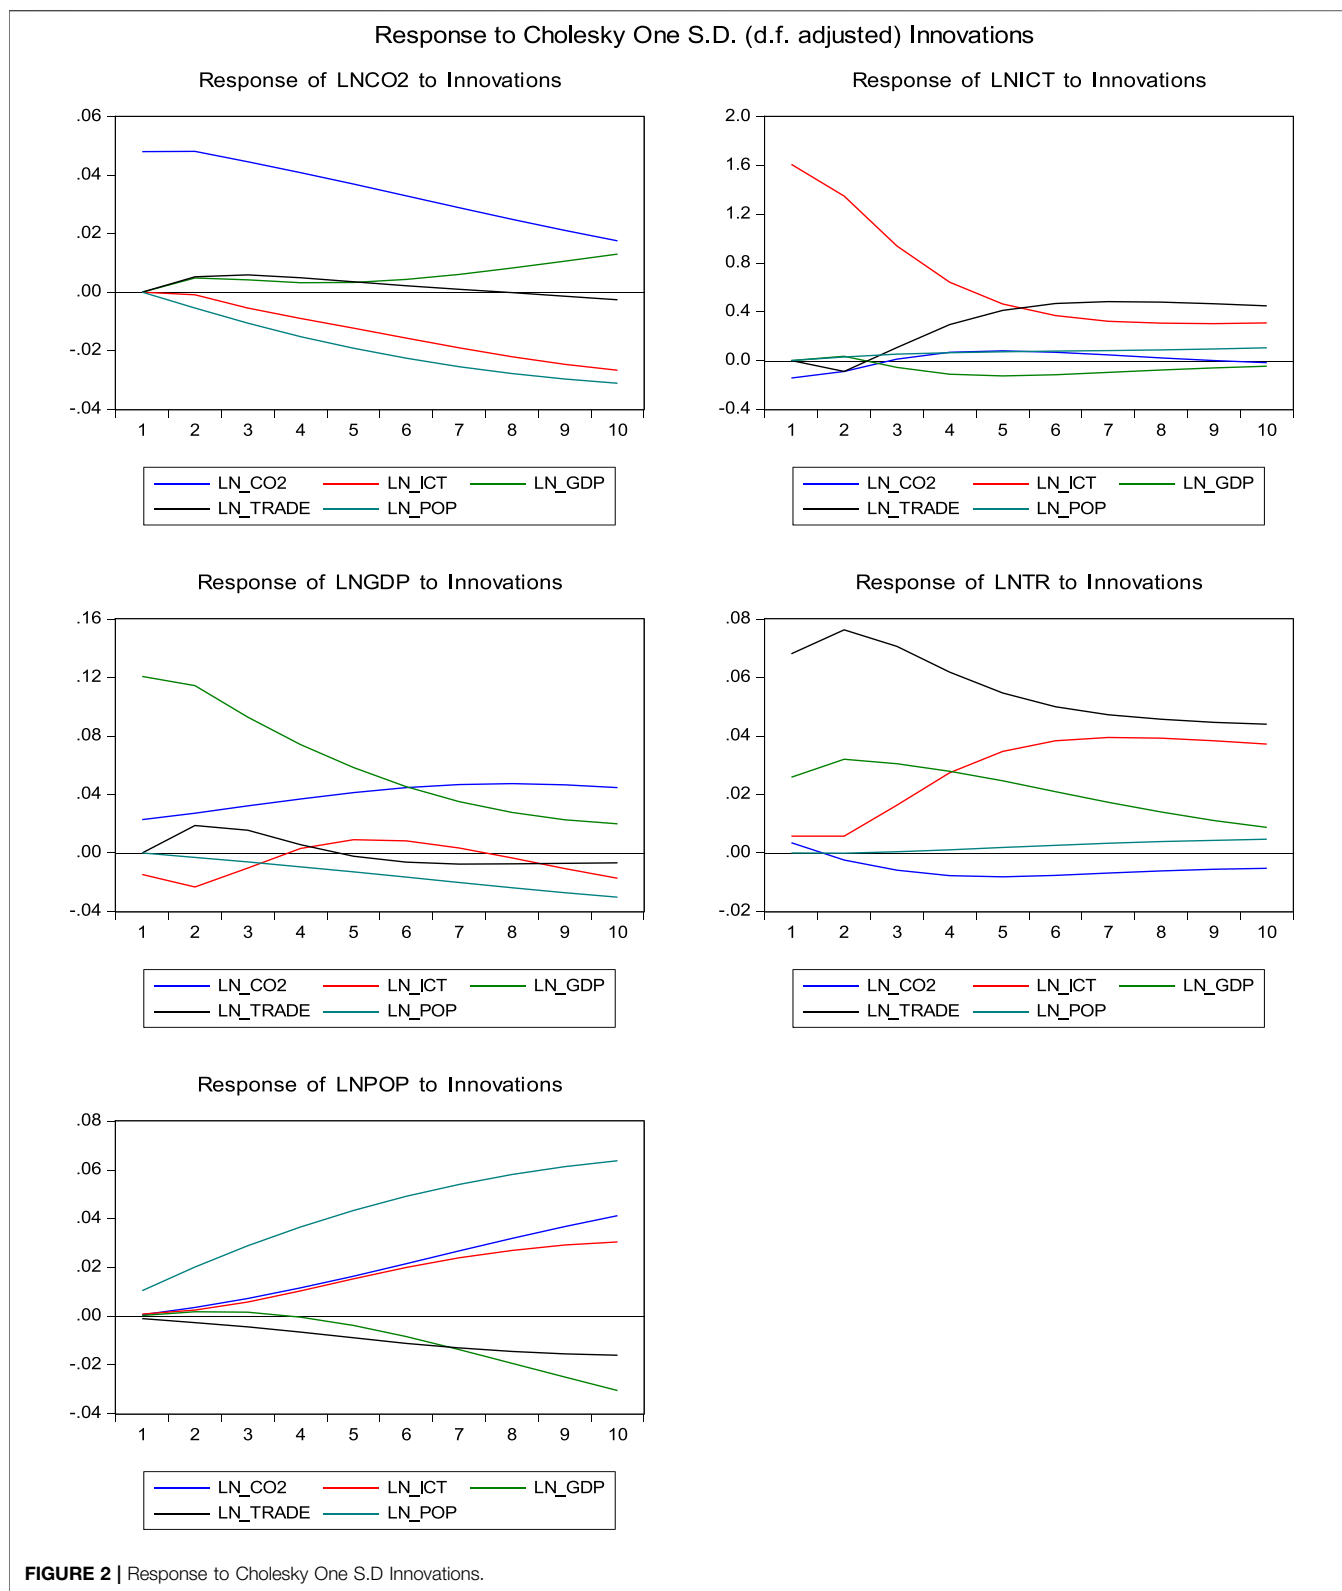 Response to Cholesky One S.D. (d.f. adjusted) Innovations
Response of LNCO2 to Innovations
.06
.04
.02
.00
-.02
-.04
1 2 3 4 5 6 7 8 9 10
LN_CO2 LN_ICT LN_GDP
LN_TRADE LN_POP
Response of LNICT to Innovations
2.0
1.6
1.2
0.8
0.4
0.0
-0.4
1 2 3 4 5 6 7 8 9 10
LN_CO2 LN_ICT LN_GDP
LN_TRADE LN_POP
Response of LNGDP to Innovations
.16
.12
.08
.04
.00
-.04
1 2 3 4 5 6 7 8 9 10
LN_CO2 LN_ICT LN_GDP
LN_TRADE LN_POP
Response of LNTR to Innovations
.08
.06
.04
.02
.00
-.02
1 2 3 4 5 6 7 8 9 10
LN_CO2 LN_ICT LN_GDP
LN_TRADE LN_POP
Response of LNPOP to Innovations
.08
.06
.04
.02
.00
-.02
-.04
1 2 3 4 5 6 7 8 9 10
LN_CO2 LN_ICT LN_GDP
LN_TRADE LN_POP
FIGURE 2 | Response to Cholesky One S.D Innovations.